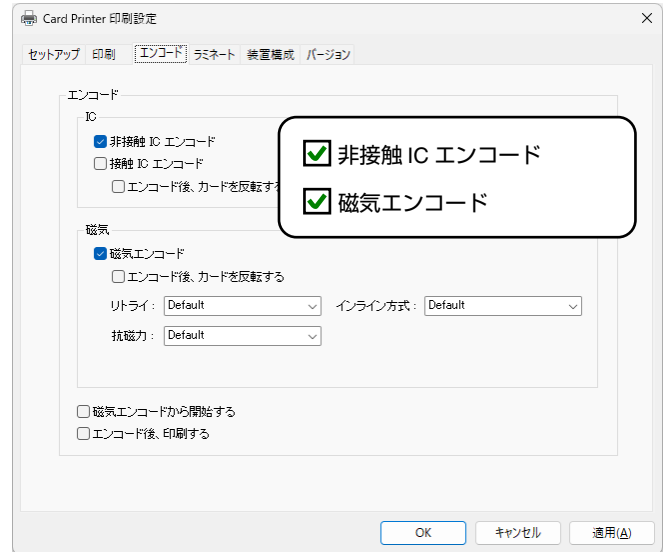 Card Printer 印刷設定
セットアップ 印刷 エンコード ラミネート 装置構成 バージョン
エンコード
IC
非接触 IC エンコード
接触 IC エンコード
エンコード後、カードを反転する
非接触 IC エンコード
磁気エンコード
磁気
磁気エンコード
エンコード後、カードを反転する
リトライ： Default インライン方式： Default
抗磁力： Default
磁気エンコードから開始する
エンコード後、印刷する
OK キャンセル 適用(A)